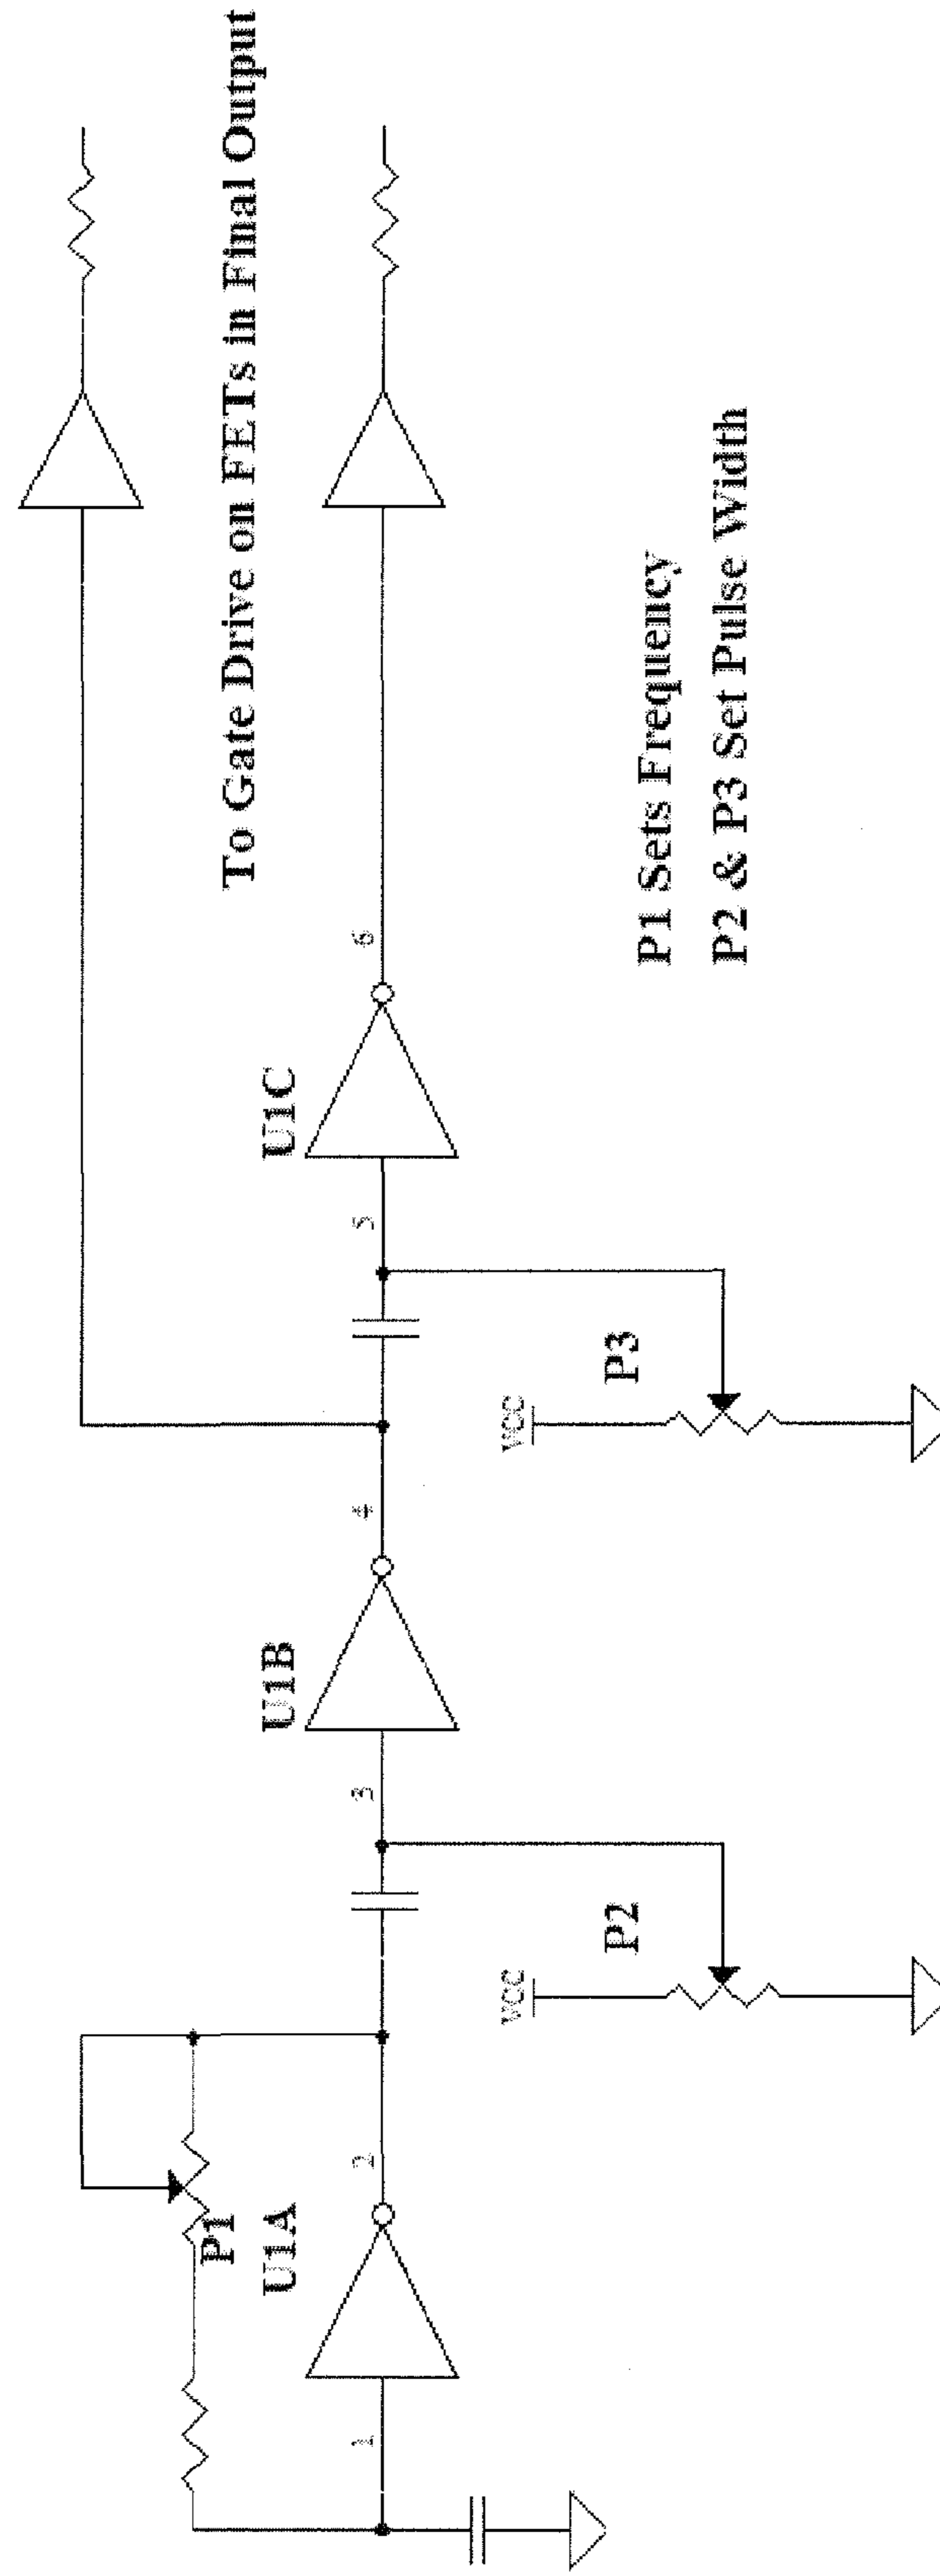 To Gate Drive on FETs in Final Output
P1
U1A
1
2
3
U1B
4
5
U1C
6
VCC
P2
VCC
P3
P1 Sets Frequency
P2 & P3 Set Pulse Width